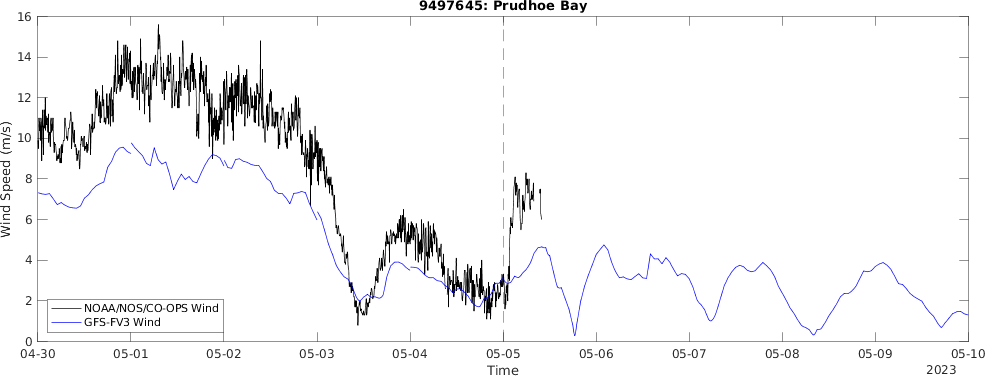 9497645: Prudhoe Bay
Wind Speed (m/s)
16
14
12
10
8
6
4
2
0
NOAA/NOS/CO-OPS Wind
GFS-FV3 Wind
04-30 05-01 05-02 05-03 05-04 05-05 05-06 05-07 05-08 05-09 05-10
Time
2023